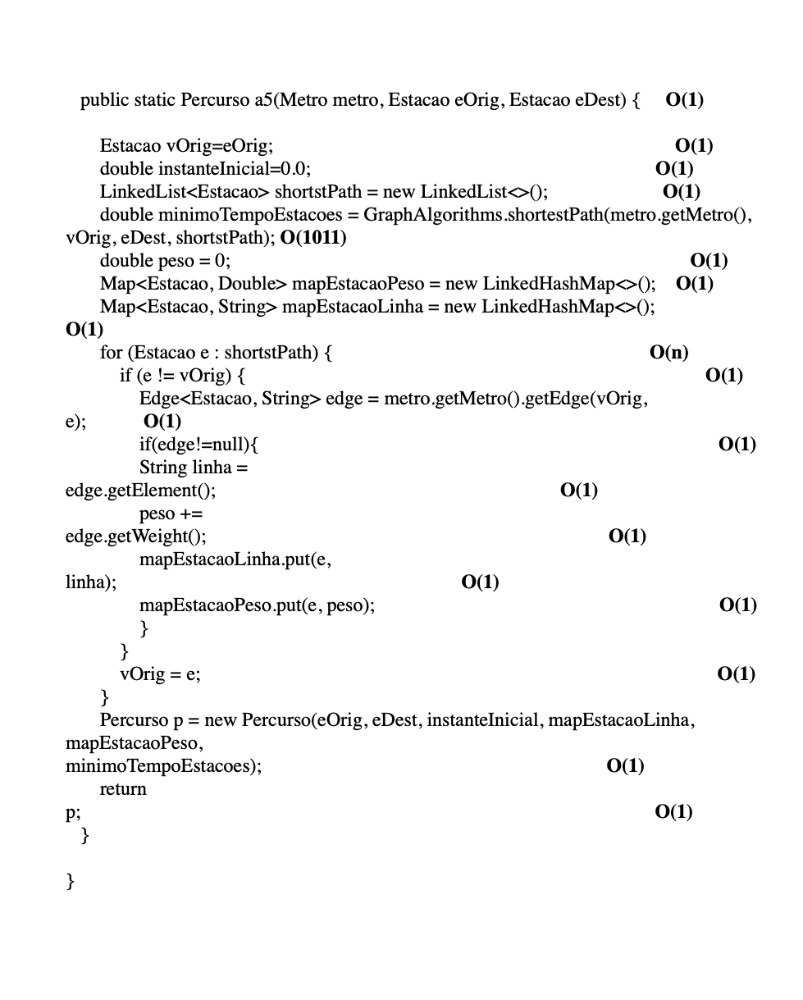 public static Percurso a5(Metro metro, Estacao eOrig, Estacao eDest) { O(1)
Estacao vOrig=eOrig; O(1)
double instanteInicial=0.0; O(1)
LinkedList<Estacao> shortstPath = new LinkedList<>(); O(1)
double minimoTempoEstacoes = GraphAlgorithms.shortestPath(metro.getMetro(),
vOrig, eDest, shortstPath); O(1011)
double peso = 0; O(1)
Map<Estacao, Double> mapEstacaoPeso = new LinkedHashMap<>(); O(1)
Map<Estacao, String> mapEstacaoLinha = new LinkedHashMap<>();
O(1)
for (Estacao e : shortstPath) { O(n)
if (e != vOrig) { O(1)
Edge<Estacao, String> edge = metro.getMetro().getEdge(vOrig,
e); O(1)
if(edge!=null){ O(1)
String linha =
edge.getElement(); O(1)
peso +=
edge.getWeight(); O(1)
mapEstacaoLinha.put(e,
linha); O(1)
mapEstacaoPeso.put(e, peso); O(1)
}
}
vOrig = e; O(1)
}
Percurso p = new Percurso(eOrig, eDest, instanteInicial, mapEstacaoLinha,
mapEstacaoPeso,
minimoTempoEstacoes); O(1)
return
p; O(1)
}
}